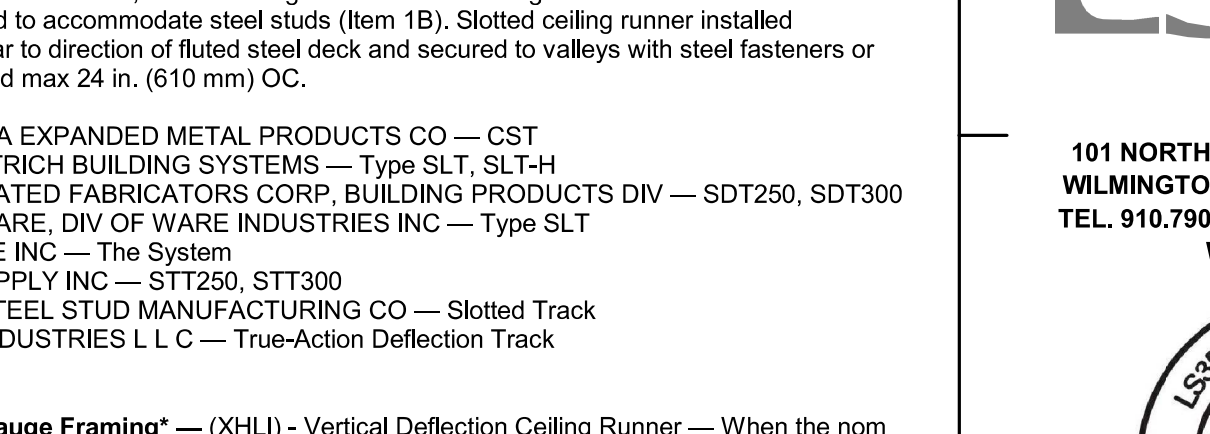 to accommodate steel studs (Item 1B). Slotted ceiling runner installed
to direction of fluted steel deck and secured to valleys with steel fasteners or
max 24 in. (610 mm) OC.
A EXPANDED METAL PRODUCTS CO — CST
TRICH BUILDING SYSTEMS — Type SLT, SLT-H
ATED FABRICATORS CORP, BUILDING PRODUCTS DIV — SDT250, SDT300
ARE, DIV OF WARE INDUSTRIES INC — Type SLT
E INC — The System
PPLY INC — STT250, STT300
TEEL STUD MANUFACTURING CO — Slotted Track
DUSTRIES L L C — True-Action Deflection Track
auge Framing* — (XHLI) - Vertical Deflection Ceiling Runner — When the nom
101 NORTH
WILMINGTO
TEL. 910.790